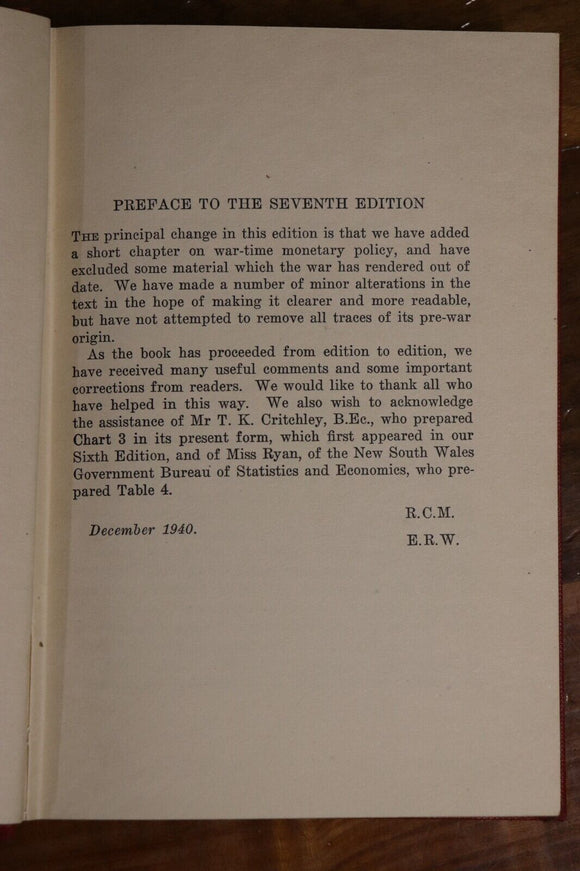 PREFACE TO THE SEVENTH EDITION
THE principal change in this edition is that we have added
a short chapter on war-time monetary policy, and have
excluded some material which the war has rendered out of
date. We have made a number of minor alterations in the
text in the hope of making it clearer and more readable,
but have not attempted to remove all traces of its pre-war
origin.
As the book has proceeded from edition to edition, we
have received many useful comments and some important
corrections from readers. We would like to thank all who
have helped in this way. We also wish to acknowledge
the assistance of Mr T. K. Critchley, B.Ec., who prepared
Chart 3 in its present form, which first appeared in our
Sixth Edition, and of Miss Ryan, of the New South Wales
Government Bureau of Statistics and Economics, who pre-
pared Table 4.
R.C.M.
December 1940.
E.R.W.